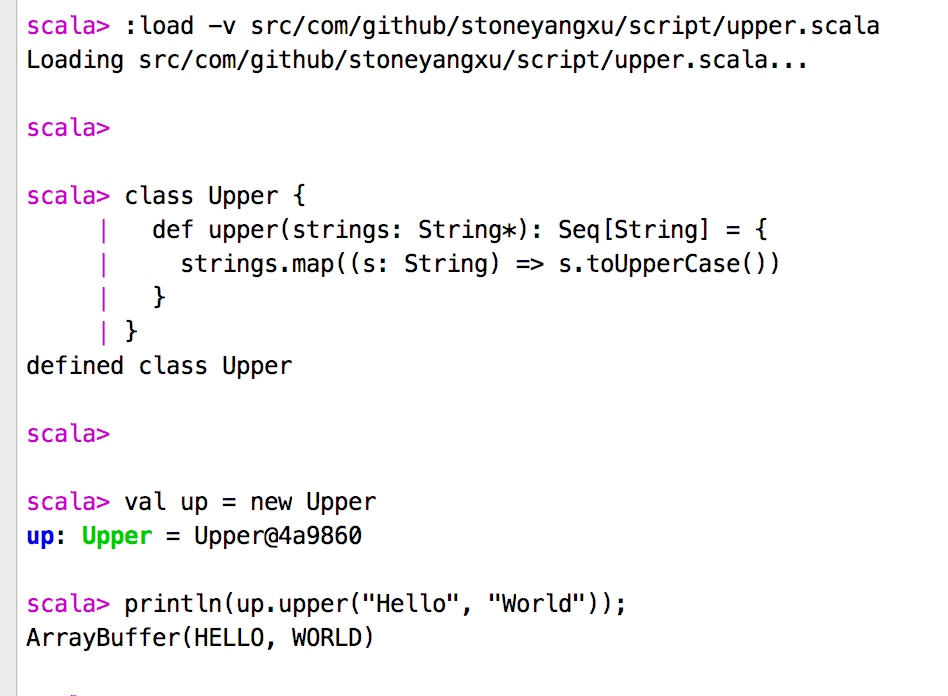 scala> :load -v src/com/github/stoneyangxu/script/upper.scala
Loading src/com/github/stoneyangxu/script/upper.scala...
scala>
scala> class Upper {
| def upper(strings: String*): Seq[String] = {
| strings.map((s: String) => s.toUpperCase())
| }
| }
defined class Upper
scala>
scala> val up = new Upper
up: Upper = Upper@4a9860
scala> println(up.upper("Hello", "World"));
ArrayBuffer(HELLO, WORLD)